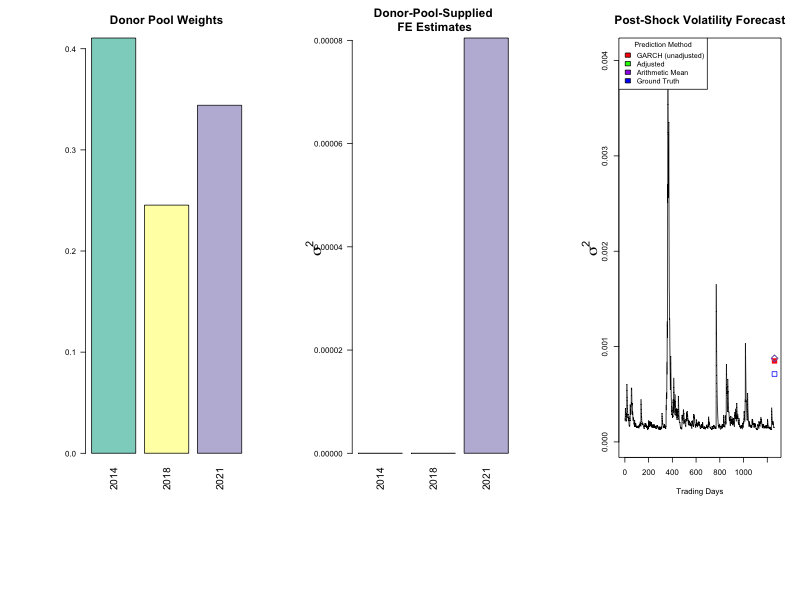 Donor Pool Weights
0.4
0.3
0.2
0.1
0.0
2014
2018
2021
Donor-Pool-Supplied
FE Estimates
σ2
0.00008
0.00006
0.00004
0.00002
0.00000
2014
2018
2021
Post-Shock Volatility Forecast
Prediction Method
GARCH (unadjusted)
Adjusted
Arithmetic Mean
Ground Truth
σ2
0.004
0.003
0.002
0.001
0.000
0 200 400 600 800 1000
Trading Days